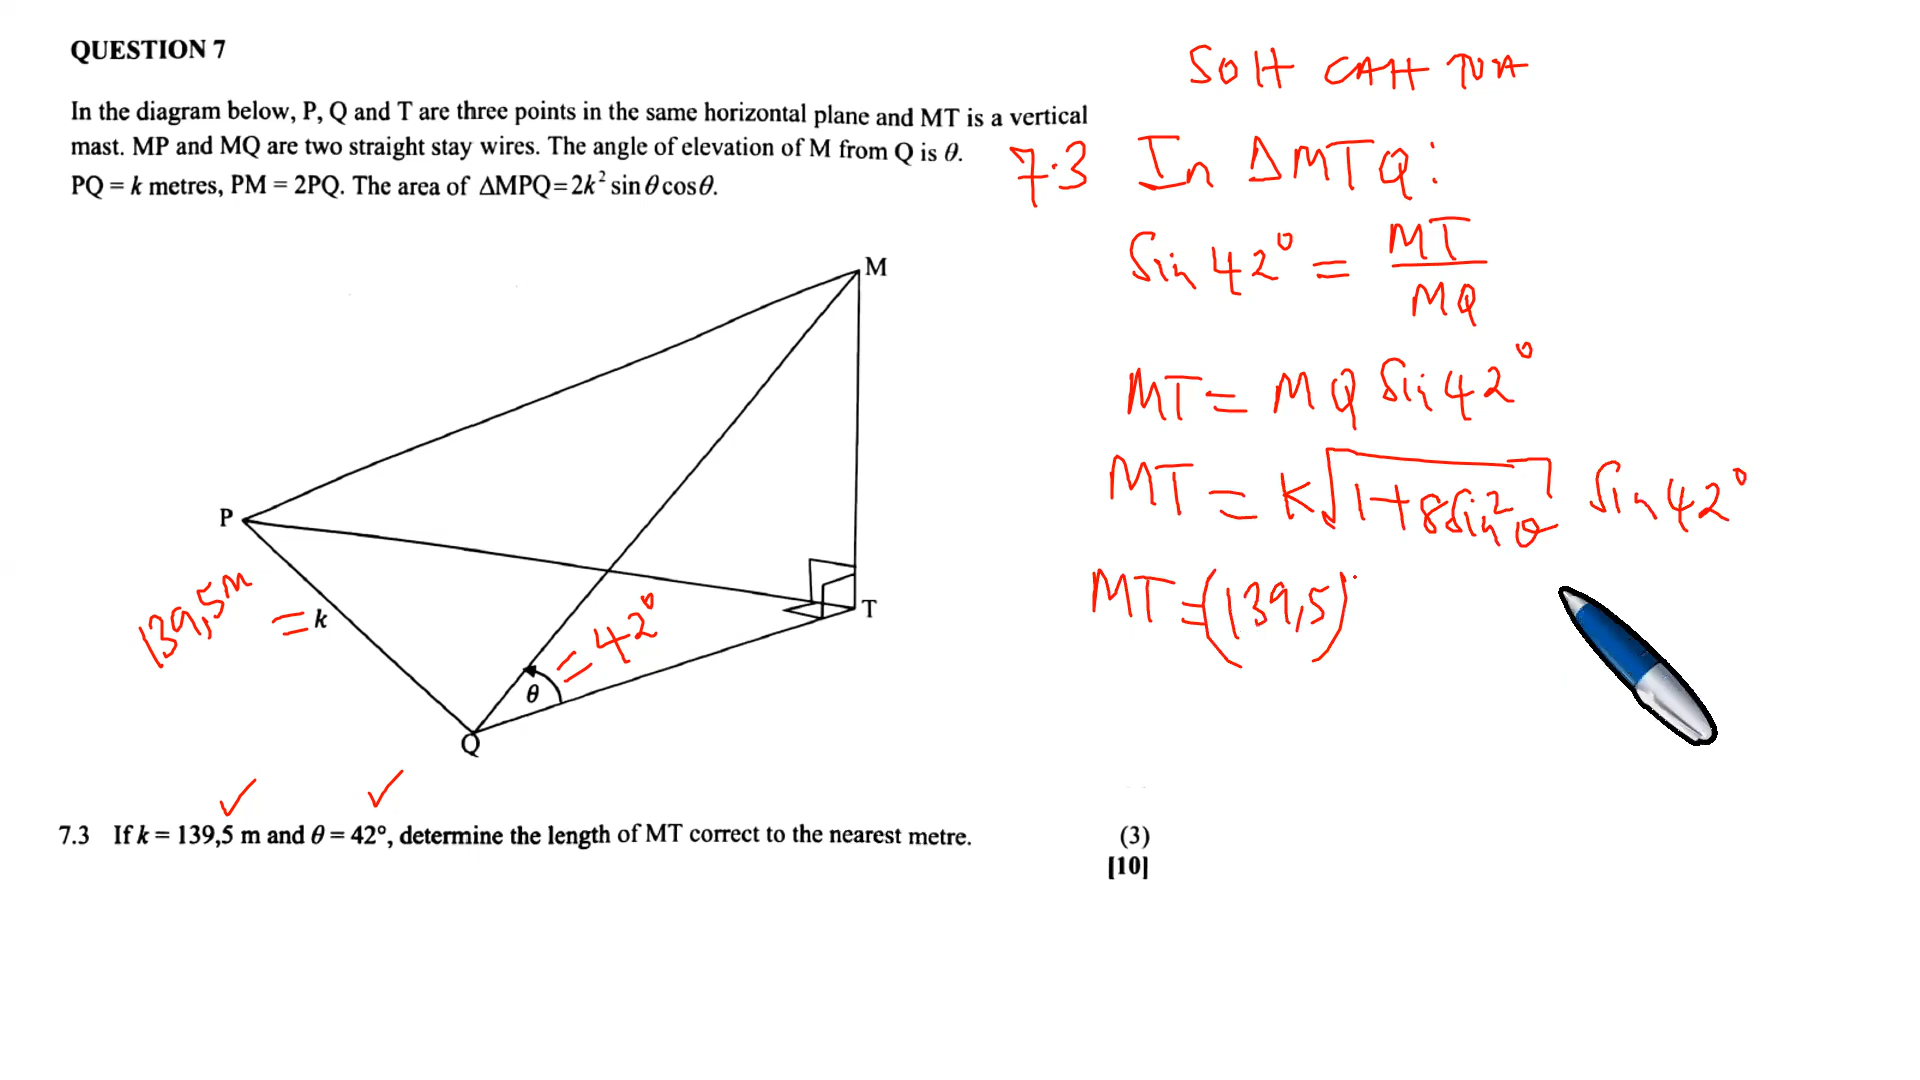 QUESTION 7
In the diagram below, P, Q and T are three points in the same horizontal plane and MT is a vertical
mast. MP and MQ are two straight stay wires. The angle of elevation of M from Q is θ.
PQ = k metres, PM = 2PQ. The area of ΔMPQ=2k² sinθcosθ.
M
P
T
Q
k
θ
139,5m
=
= 42°
7.3 If k = 139,5 m and θ = 42°, determine the length of MT correct to the nearest metre.
(3)
[10]
SOH CAH TOA
7.3 In ΔMTQ:
Sin 42° = MT / MQ
MT = MQ Sin 42°
MT = k√1+8Sin²θ Sin 42°
MT = (139,5)